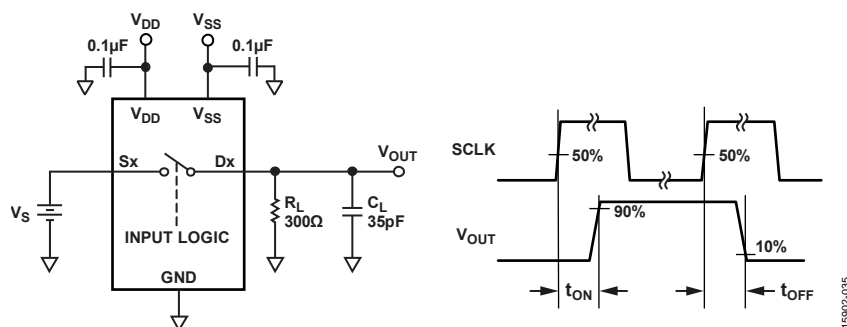 VDD
VSS
0.1µF
0.1µF
VDD
VSS
Sx
Dx
VOUT
VS
RL
300Ω
CL
35pF
INPUT LOGIC
GND
SCLK
50%
50%
VOUT
90%
10%
tON
tOFF
15902-035